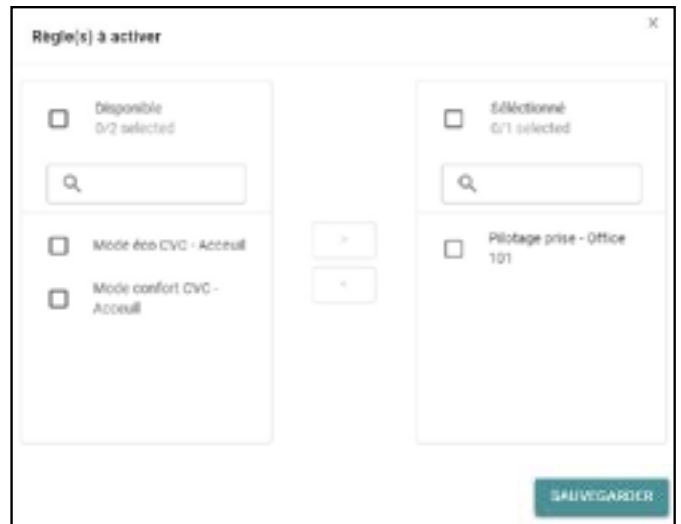 Règle(s) à activer
×
Disponible
0/2 selected
Séléctionné
0/1 selected
Mode éco CVC - Acceuil
Mode confort CVC -
Acceuil
>
<
Pilotage prise - Office
101
SAUVEGARDER